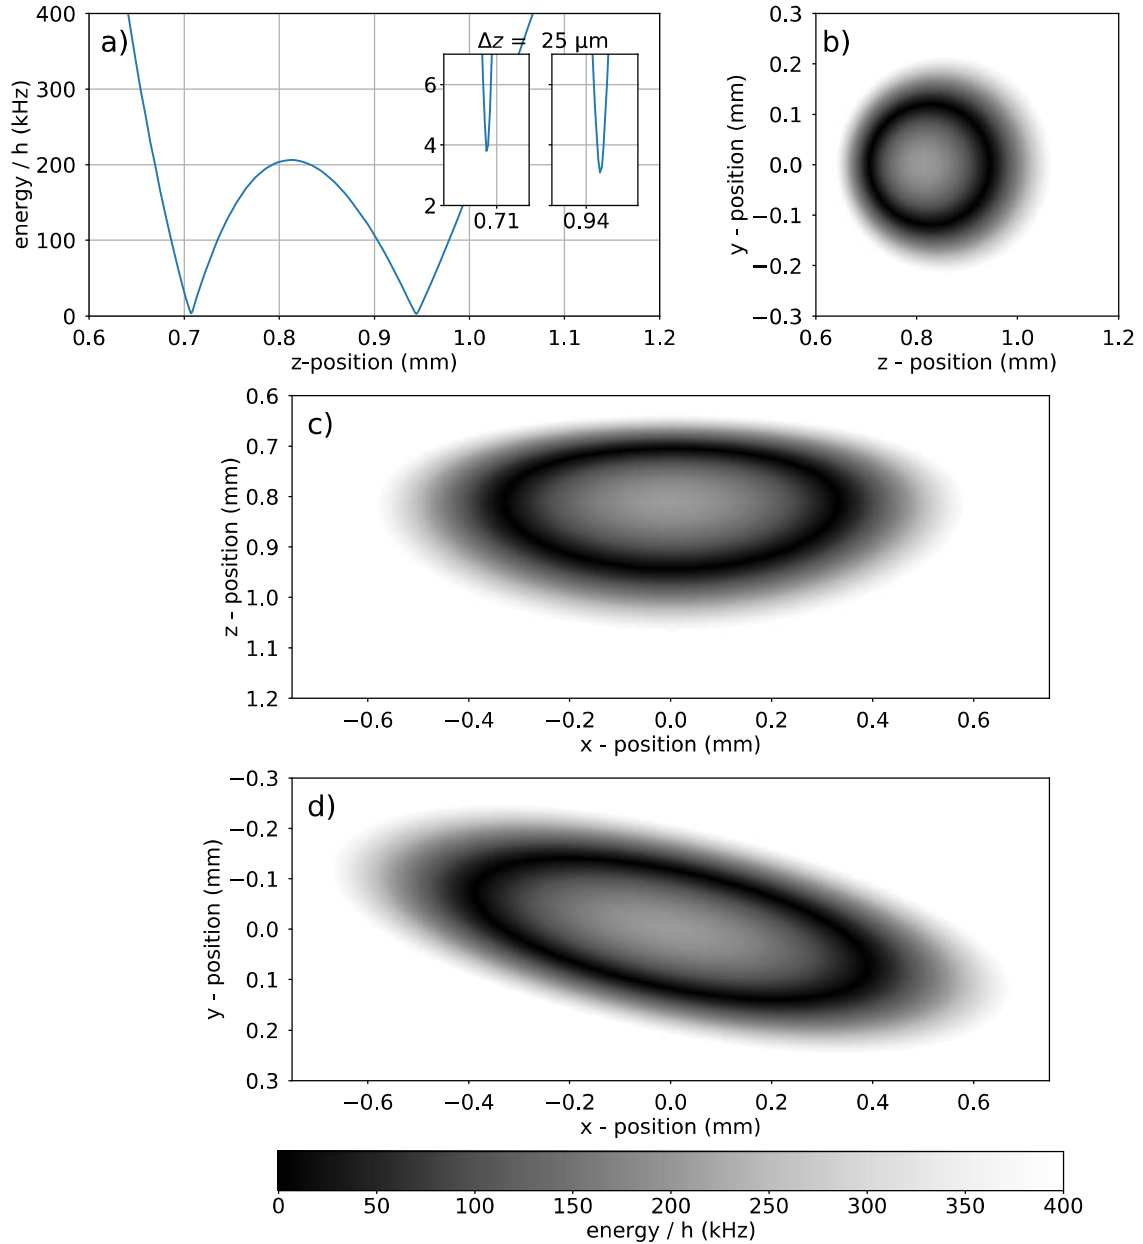 a)
energy / h (kHz)
400
300
200
100
0
0.6 0.7 0.8 0.9 1.0 1.1 1.2
z-position (mm)
Δz = 25 µm
6
4
2
0.71 0.94
b)
y - position (mm)
0.3
0.2
0.1
0.0
−0.1
−0.2
−0.3
0.6 0.8 1.0 1.2
z - position (mm)
c)
z - position (mm)
0.6
0.7
0.8
0.9
1.0
1.1
1.2
−0.6 −0.4 −0.2 0.0 0.2 0.4 0.6
x - position (mm)
d)
y - position (mm)
−0.3
−0.2
−0.1
0.0
0.1
0.2
0.3
−0.6 −0.4 −0.2 0.0 0.2 0.4 0.6
x - position (mm)
0 50 100 150 200 250 300 350 400
energy / h (kHz)